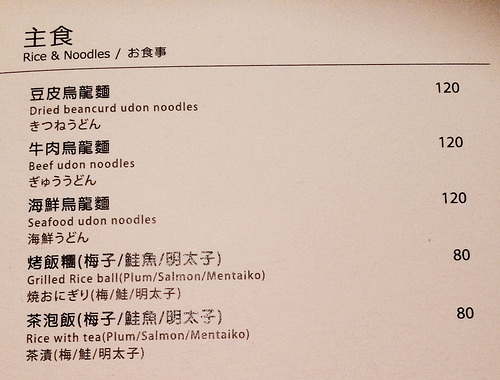 主食
Rice & Noodles / お食事
豆皮烏龍麵 120
Dried beancurd udon noodles
きつねうどん
牛肉烏龍麵 120
Beef udon noodles
ぎゅううどん
海鮮烏龍麵 120
Seafood udon noodles
海鮮うどん
烤飯糰(梅子/鮭魚/明太子) 80
Grilled Rice ball(Plum/Salmon/Mentaiko)
焼おにぎり(梅/鮭/明太子)
茶泡飯(梅子/鮭魚/明太子) 80
Rice with tea(Plum/Salmon/Mentaiko)
茶漬(梅/鮭/明太子)